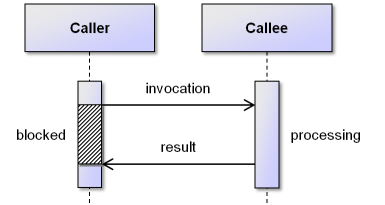 Caller
Callee
invocation
blocked
processing
result